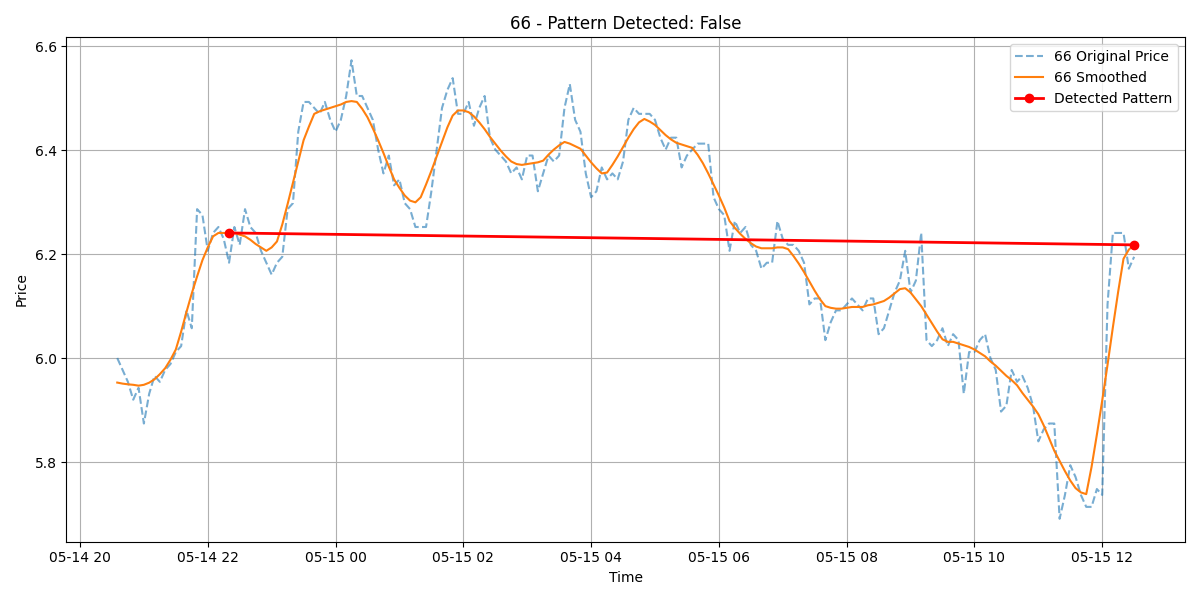 66 - Pattern Detected: False
66 Original Price
66 Smoothed
Detected Pattern
Price
6.6
6.4
6.2
6.0
5.8
05-14 20 05-14 22 05-15 00 05-15 02 05-15 04 05-15 06 05-15 08 05-15 10 05-15 12
Time